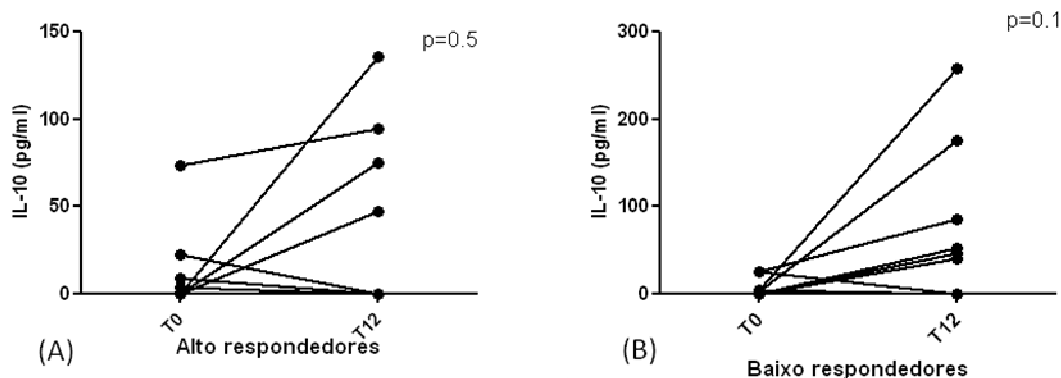 p=0.5
150
100
50
0
IL-10 (pg/ml)
T0
T12
(A)
Alto respondedores
p=0.1
300
200
100
0
IL-10 (pg/ml)
T0
T12
(B)
Baixo respondedores